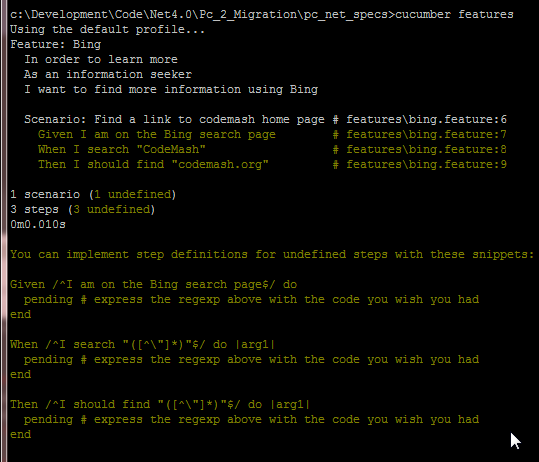 c:\Development\Code\Net4.0\Pc_2_Migration\pc_net_specs>cucumber features
Using the default profile...
Feature: Bing
  In order to learn more
  As an information seeker
  I want to find more information using Bing

  Scenario: Find a link to codemash home page # features\bing.feature:6
    Given I am on the Bing search page        # features\bing.feature:7
    When I search "CodeMash"                  # features\bing.feature:8
    Then I should find "codemash.org"         # features\bing.feature:9

1 scenario (1 undefined)
3 steps (3 undefined)
0m0.010s

You can implement step definitions for undefined steps with these snippets:

Given /^I am on the Bing search page$/ do
  pending # express the regexp above with the code you wish you had
end

When /^I search "([^\"]*)"$/ do |arg1|
  pending # express the regexp above with the code you wish you had
end

Then /^I should find "([^\"]*)"$/ do |arg1|
  pending # express the regexp above with the code you wish you had
end